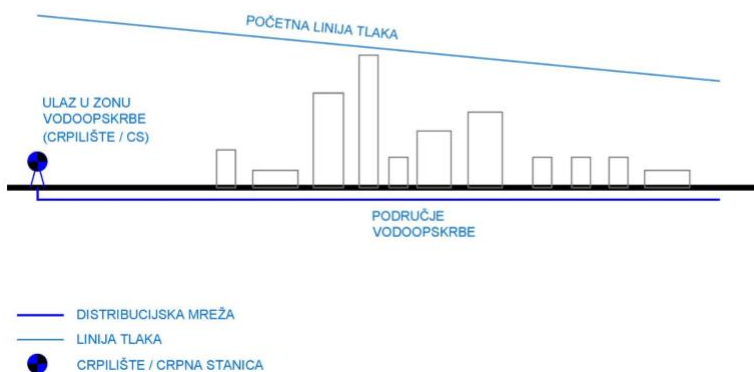 POČETNA LINIJA TLAKA
ULAZ U ZONU
VODOOPSKRBE
(CRPILIŠTE / CS)
PODRUČJE
VODOOPSKRBE
DISTRIBUCIJSKA MREŽA
LINIJA TLAKA
CRPILIŠTE / CRPNA STANICA